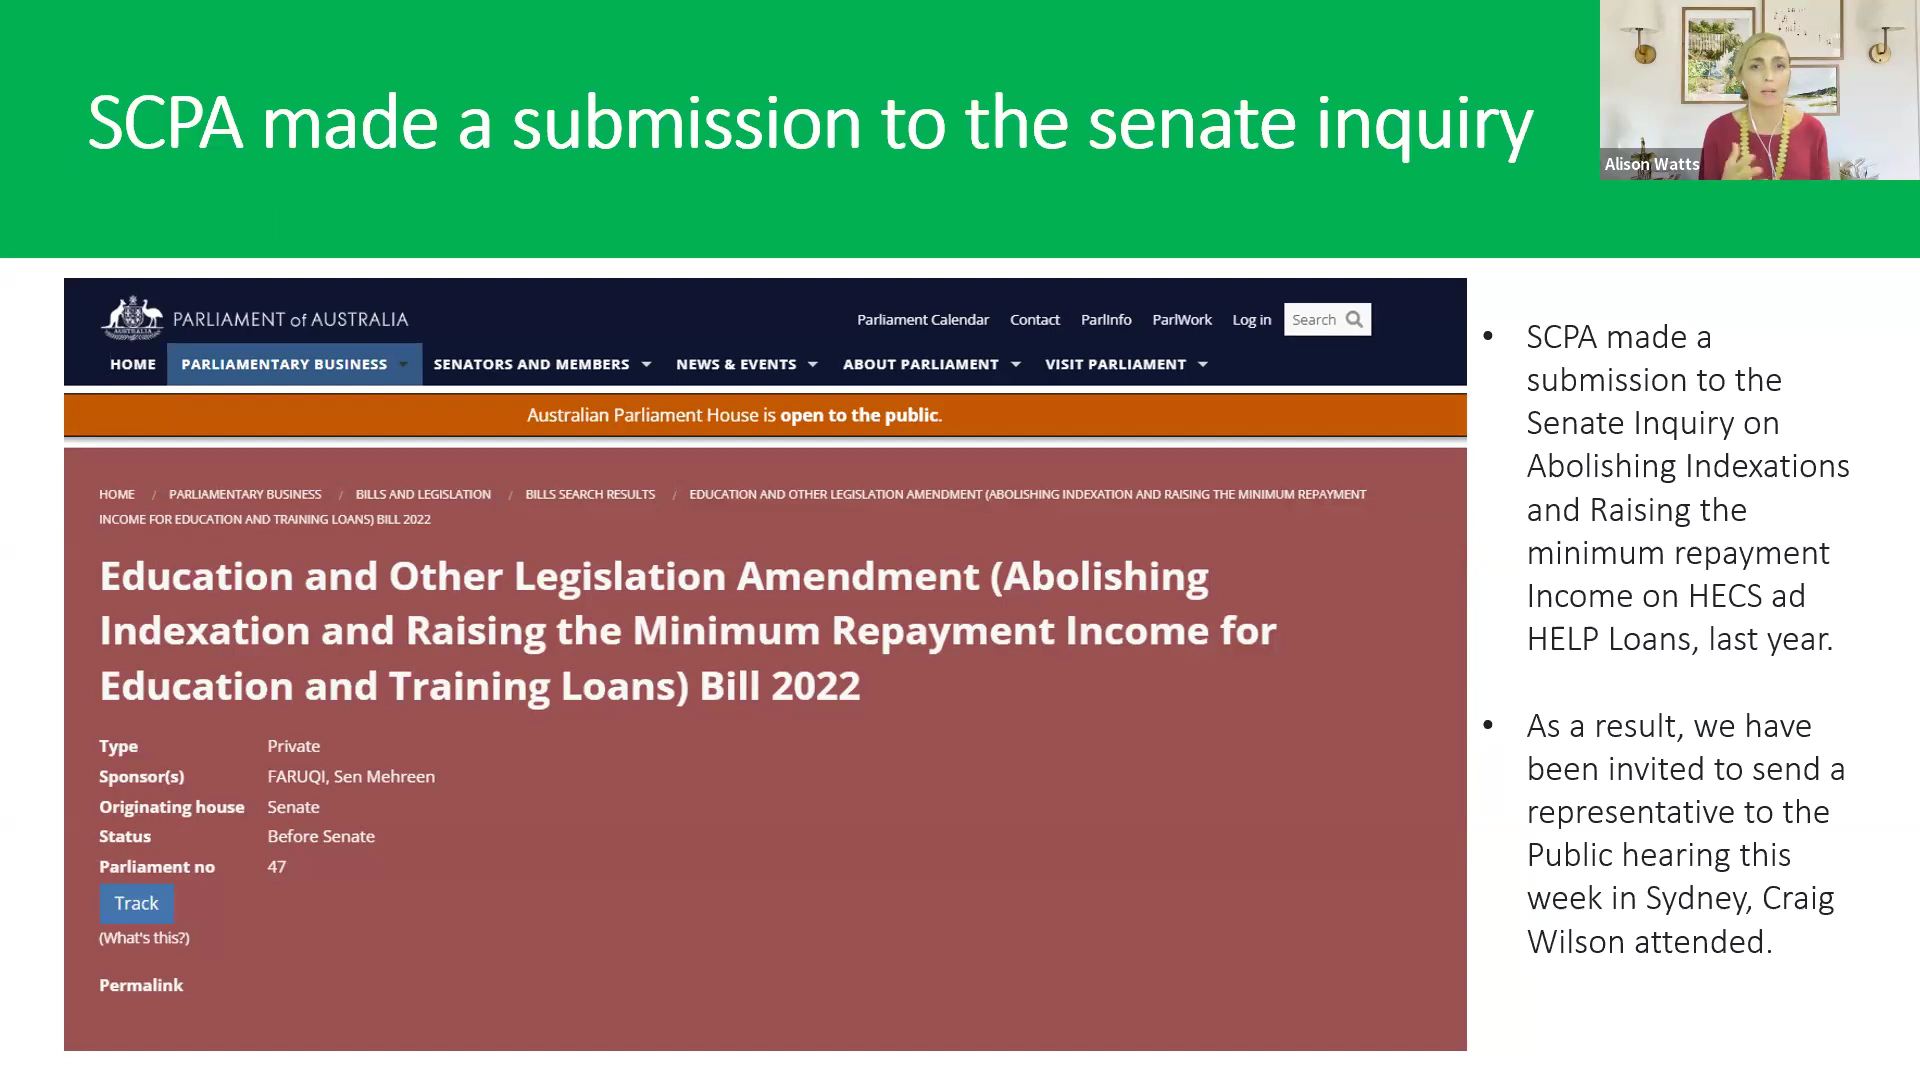 SCPA made a submission to the senate inquiry
Alison Watts
PARLIAMENT of AUSTRALIA
Parliament Calendar Contact ParlInfo ParlWork Log in Search
HOME PARLIAMENTARY BUSINESS SENATORS AND MEMBERS NEWS & EVENTS ABOUT PARLIAMENT VISIT PARLIAMENT
Australian Parliament House is open to the public.
HOME / PARLIAMENTARY BUSINESS / BILLS AND LEGISLATION / BILLS SEARCH RESULTS / EDUCATION AND OTHER LEGISLATION AMENDMENT (ABOLISHING INDEXATION AND RAISING THE MINIMUM REPAYMENT
INCOME FOR EDUCATION AND TRAINING LOANS) BILL 2022
Education and Other Legislation Amendment (Abolishing
Indexation and Raising the Minimum Repayment Income for
Education and Training Loans) Bill 2022
Type Private
Sponsor(s) FARUQI, Sen Mehreen
Originating house Senate
Status Before Senate
Parliament no 47
Track
(What's this?)
Permalink
• SCPA made a
submission to the
Senate Inquiry on
Abolishing Indexations
and Raising the
minimum repayment
Income on HECS ad
HELP Loans, last year.
• As a result, we have
been invited to send a
representative to the
Public hearing this
week in Sydney, Craig
Wilson attended.